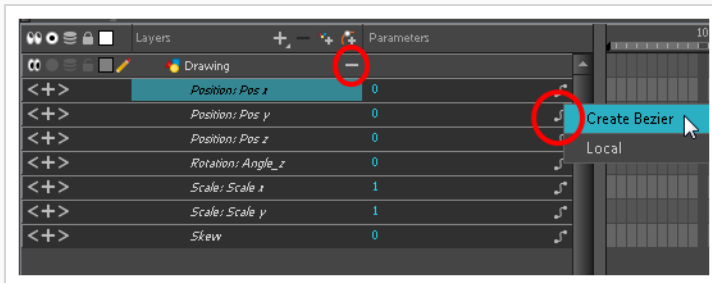 Layers Parameters 10
Drawing
Position: Pos x 0
Position: Pos y 0 Create Bezier
Position: Pos z 0 Local
Rotation: Angle_z 0
Scale: Scale x 1
Scale: Scale y 1
Skew 0